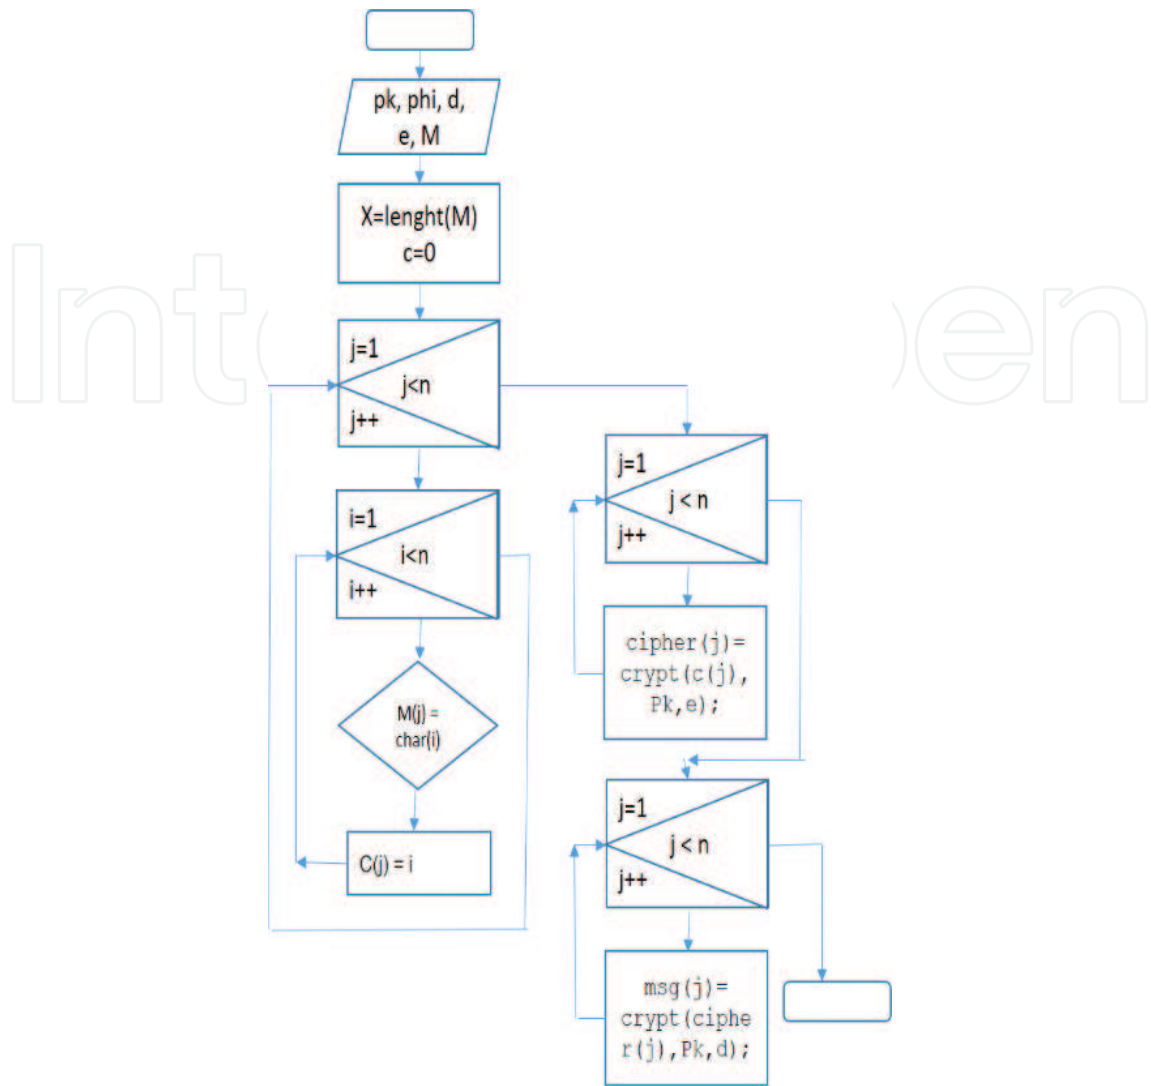 pk, phi, d,
e, M
X=lenght(M)
c=0
j=1
j<n
j++
i=1
i<n
i++
M(j) =
char(i)
C(j) = i
j=1
j < n
j++
cipher(j)=
crypt(c(j),
Pk,e);
j=1
j < n
j++
msg(j)=
crypt(ciphe
r(j),Pk,d);